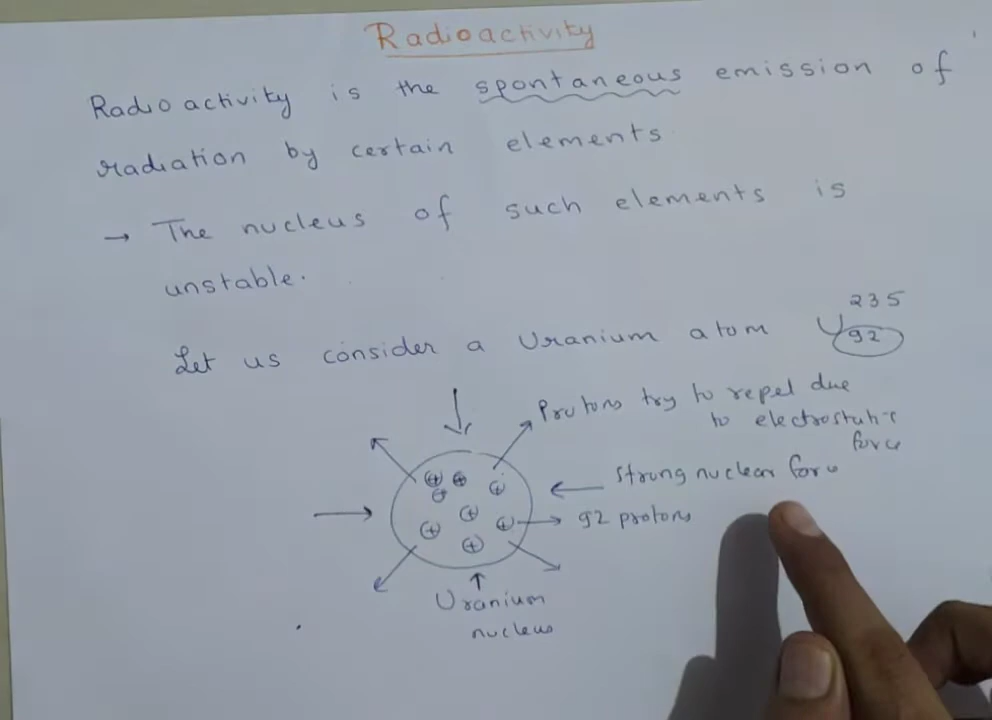 Radioactivity
Radioactivity is the spontaneous emission of
radiation by certain elements
→ The nucleus of such elements is
unstable.
Let us consider a Uranium atom U 235 92
Protons try to repel due
to electrostatic
force
strong nuclear force
92 protons
Uranium
nucleus